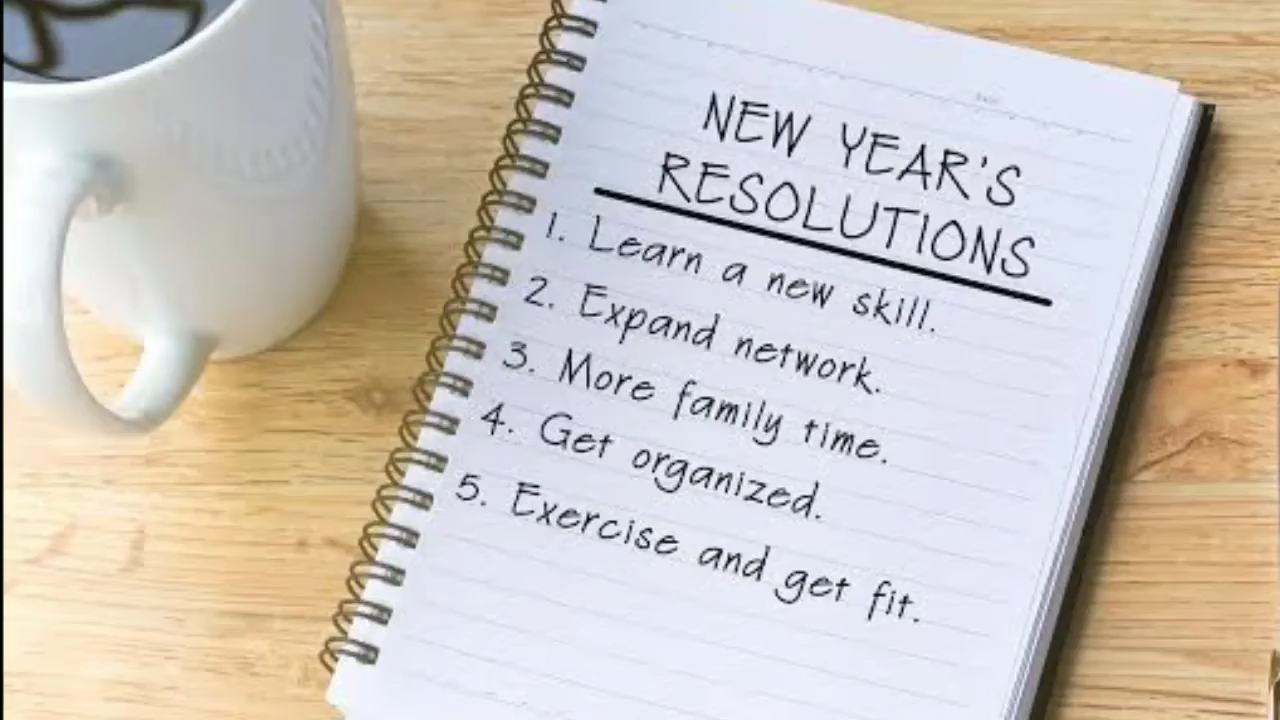 NEW YEAR'S
RESOLUTIONS
1. Learn a new skill.
2. Expand network.
3. More family time.
4. Get organized.
5. Exercise and get fit.